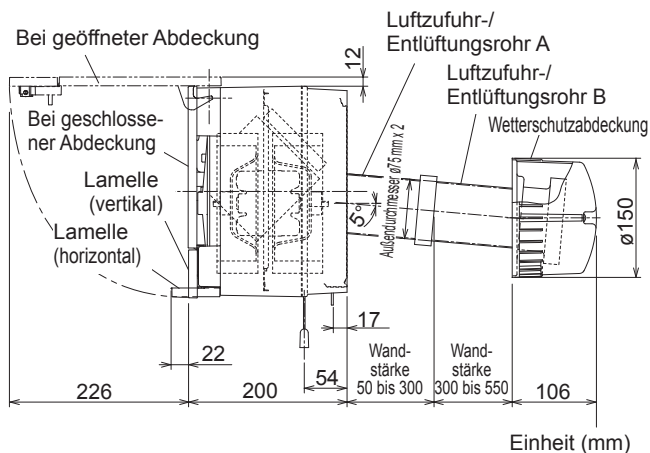 Luftzufuhr-/
Entlüftungsrohr A
Bei geöffneter Abdeckung
12
Luftzufuhr-/
Entlüftungsrohr B
Bei geschlosse-
ner Abdeckung
Wetterschutzabdeckung
Lamelle
(vertikal)
Lamelle
(horizontal)
5°
Außendurchmesser ø75 mm x 2
ø150
17
22
54
Wand-
stärke
50 bis 300
Wand-
stärke
300 bis 550
226
200
106
Einheit (mm)